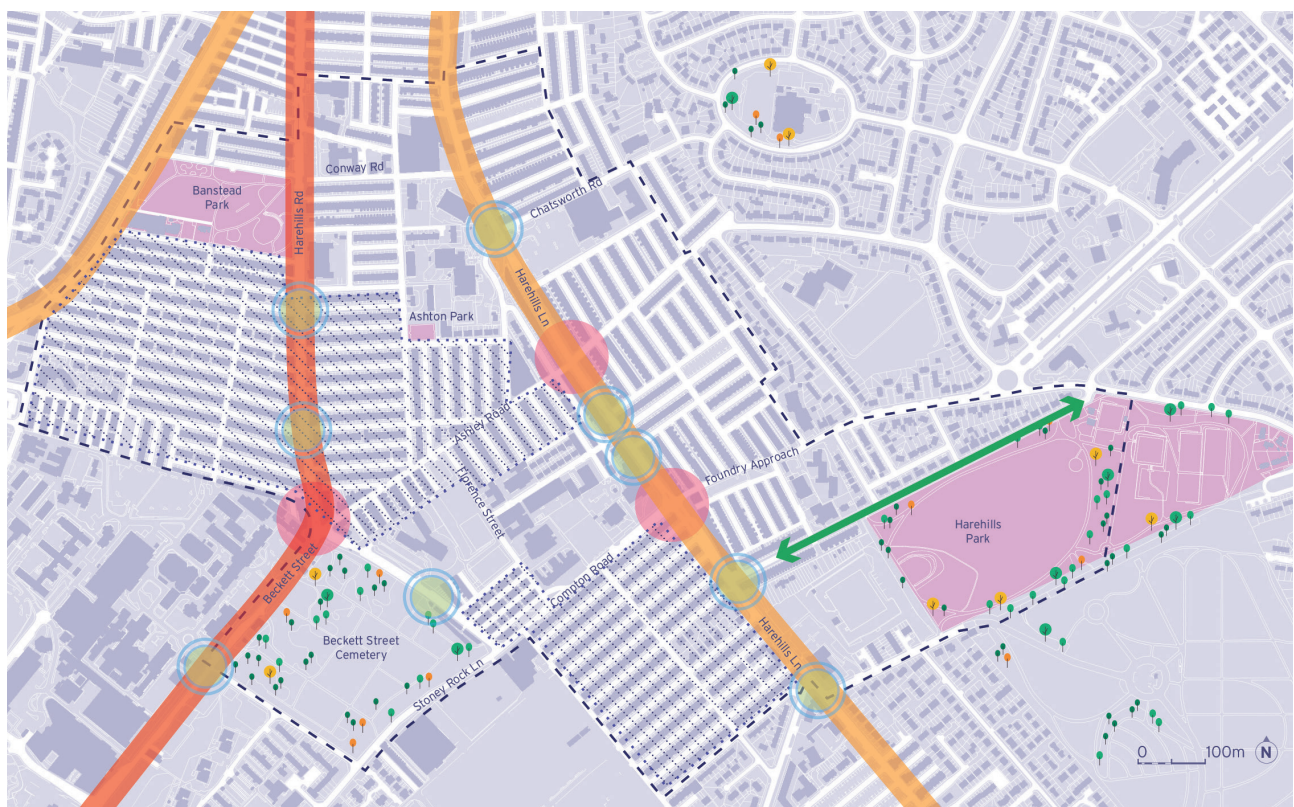 Conway Rd
Banstead
Park
Harehills Rd
Chatsworth Rd
Harehills Ln
Ashton Park
Ashley Road
Florence Street
Foundry Approach
Compton Road
Harehills
Park
Beckett Street
Beckett Street
Cemetery
Stoney Rock Ln
Harehills Ln
0 100m N